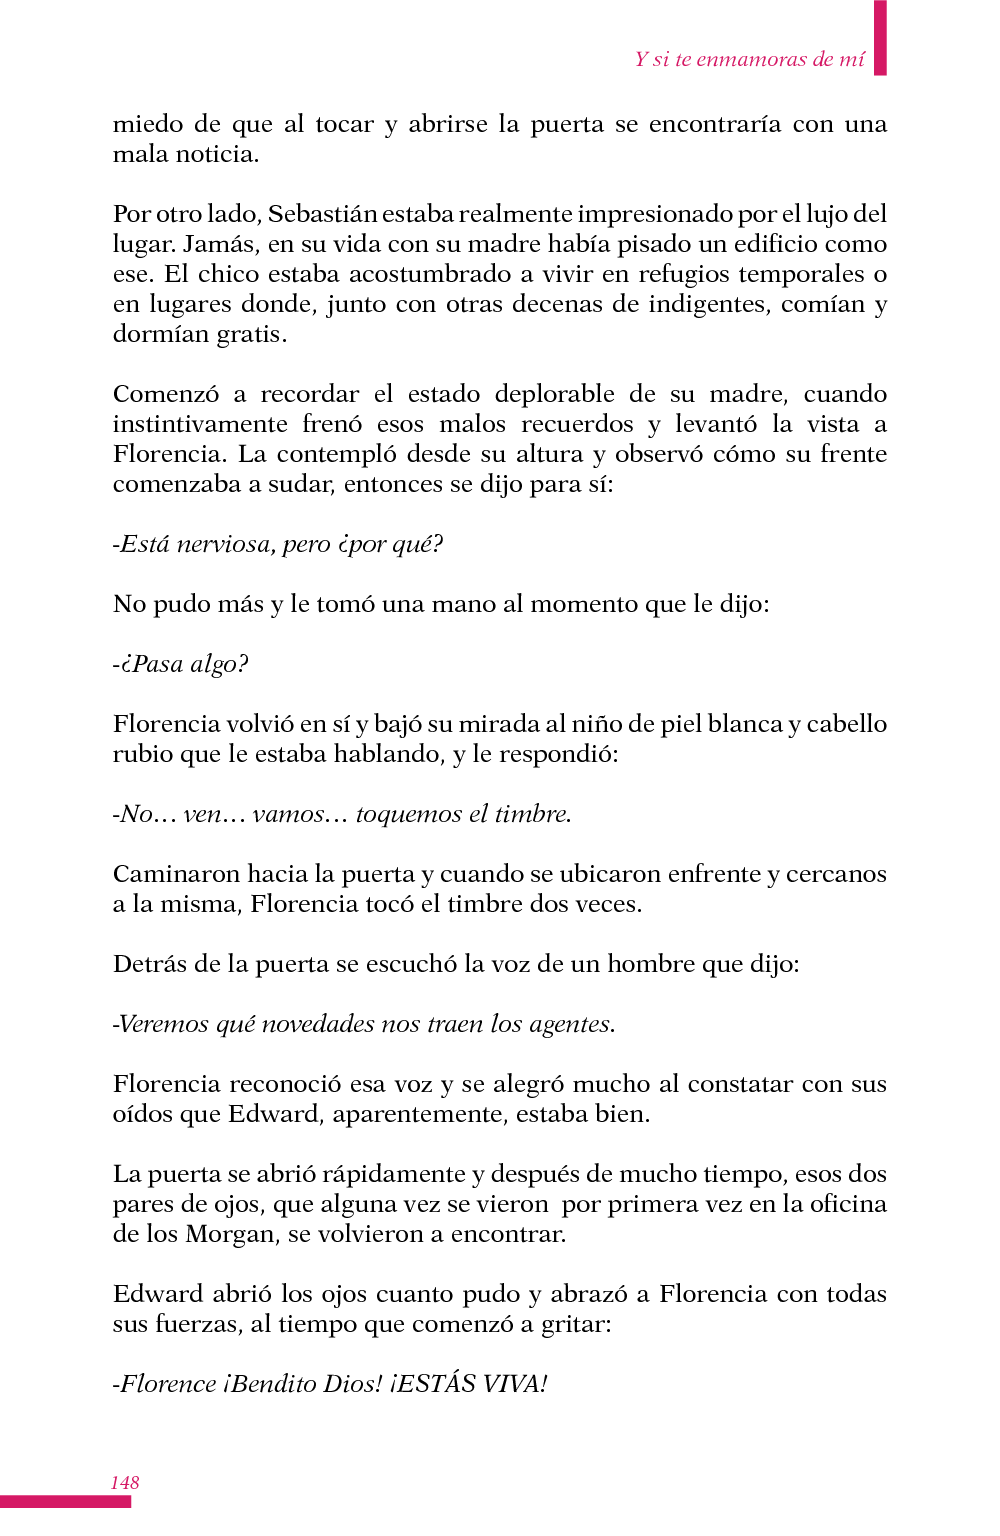 Y si te enmamoras de mí
miedo de que al tocar y abrirse la puerta se encontraría con una
mala noticia.
Por otro lado, Sebastián estaba realmente impresionado por el lujo del
lugar. Jamás, en su vida con su madre había pisado un edificio como
ese. El chico estaba acostumbrado a vivir en refugios temporales o
en lugares donde, junto con otras decenas de indigentes, comían y
dormían gratis.
Comenzó a recordar el estado deplorable de su madre, cuando
instintivamente frenó esos malos recuerdos y levantó la vista a
Florencia. La contempló desde su altura y observó cómo su frente
comenzaba a sudar, entonces se dijo para sí:
-Está nerviosa, pero ¿por qué?
No pudo más y le tomó una mano al momento que le dijo:
-¿Pasa algo?
Florencia volvió en sí y bajó su mirada al niño de piel blanca y cabello
rubio que le estaba hablando, y le respondió:
-No… ven… vamos… toquemos el timbre.
Caminaron hacia la puerta y cuando se ubicaron enfrente y cercanos
a la misma, Florencia tocó el timbre dos veces.
Detrás de la puerta se escuchó la voz de un hombre que dijo:
-Veremos qué novedades nos traen los agentes.
Florencia reconoció esa voz y se alegró mucho al constatar con sus
oídos que Edward, aparentemente, estaba bien.
La puerta se abrió rápidamente y después de mucho tiempo, esos dos
pares de ojos, que alguna vez se vieron  por primera vez en la oficina
de los Morgan, se volvieron a encontrar.
Edward abrió los ojos cuanto pudo y abrazó a Florencia con todas
sus fuerzas, al tiempo que comenzó a gritar:
-Florence ¡Bendito Dios! ¡ESTÁS VIVA!
148